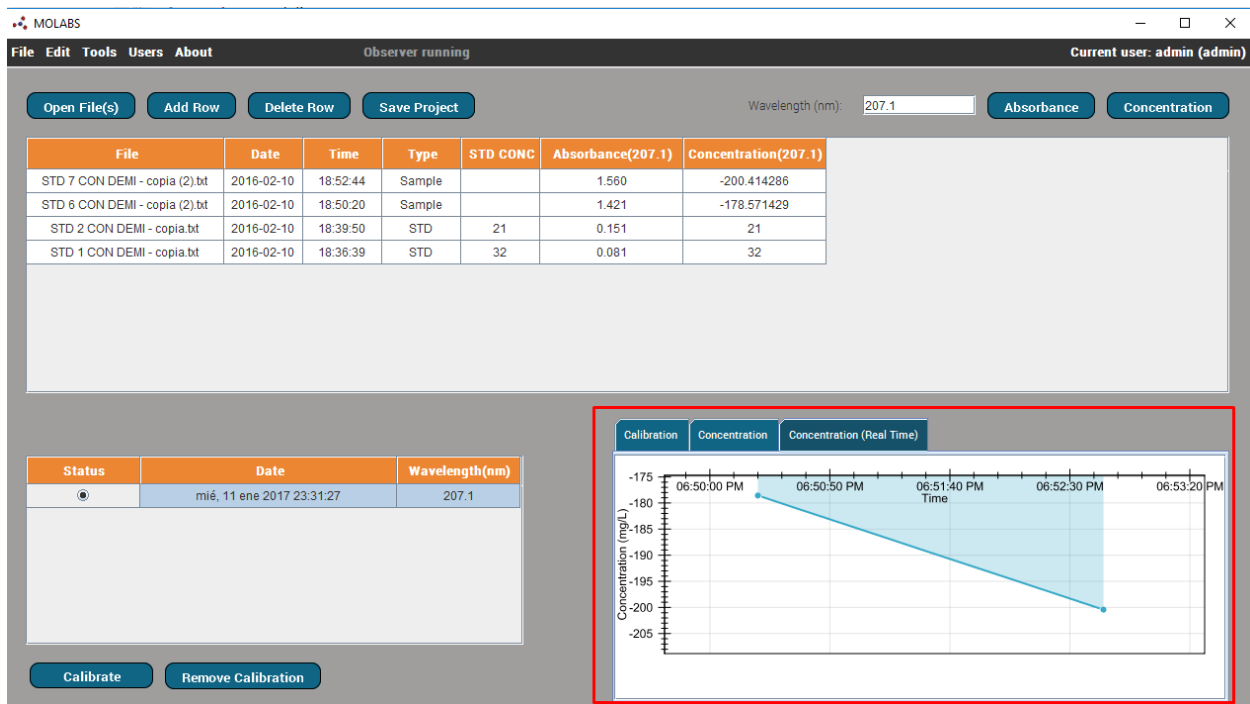 MOLABS
File Edit Tools Users About Observer running Current user: admin (admin)
Open File(s) Add Row Delete Row Save Project Wavelength (nm): 207.1 Absorbance Concentration
File Date Time Type STD CONC Absorbance(207.1) Concentration(207.1)
STD 7 CON DEMI - copia (2).txt 2016-02-10 18:52:44 Sample 1.560 -200.414286
STD 6 CON DEMI - copia (2).txt 2016-02-10 18:50:20 Sample 1.421 -178.571429
STD 2 CON DEMI - copia.txt 2016-02-10 18:39:50 STD 21 0.151 21
STD 1 CON DEMI - copia.txt 2016-02-10 18:36:39 STD 32 0.081 32
Status Date Wavelength(nm)
mié, 11 ene 2017 23:31:27 207.1
Calibrate Remove Calibration
Calibration Concentration Concentration (Real Time)
-175
06:50:00 PM 06:50:50 PM 06:51:40 PM 06:52:30 PM 06:53:20 PM
Time
-180
-185
-190
-195
-200
-205
Concentration (mg/L)